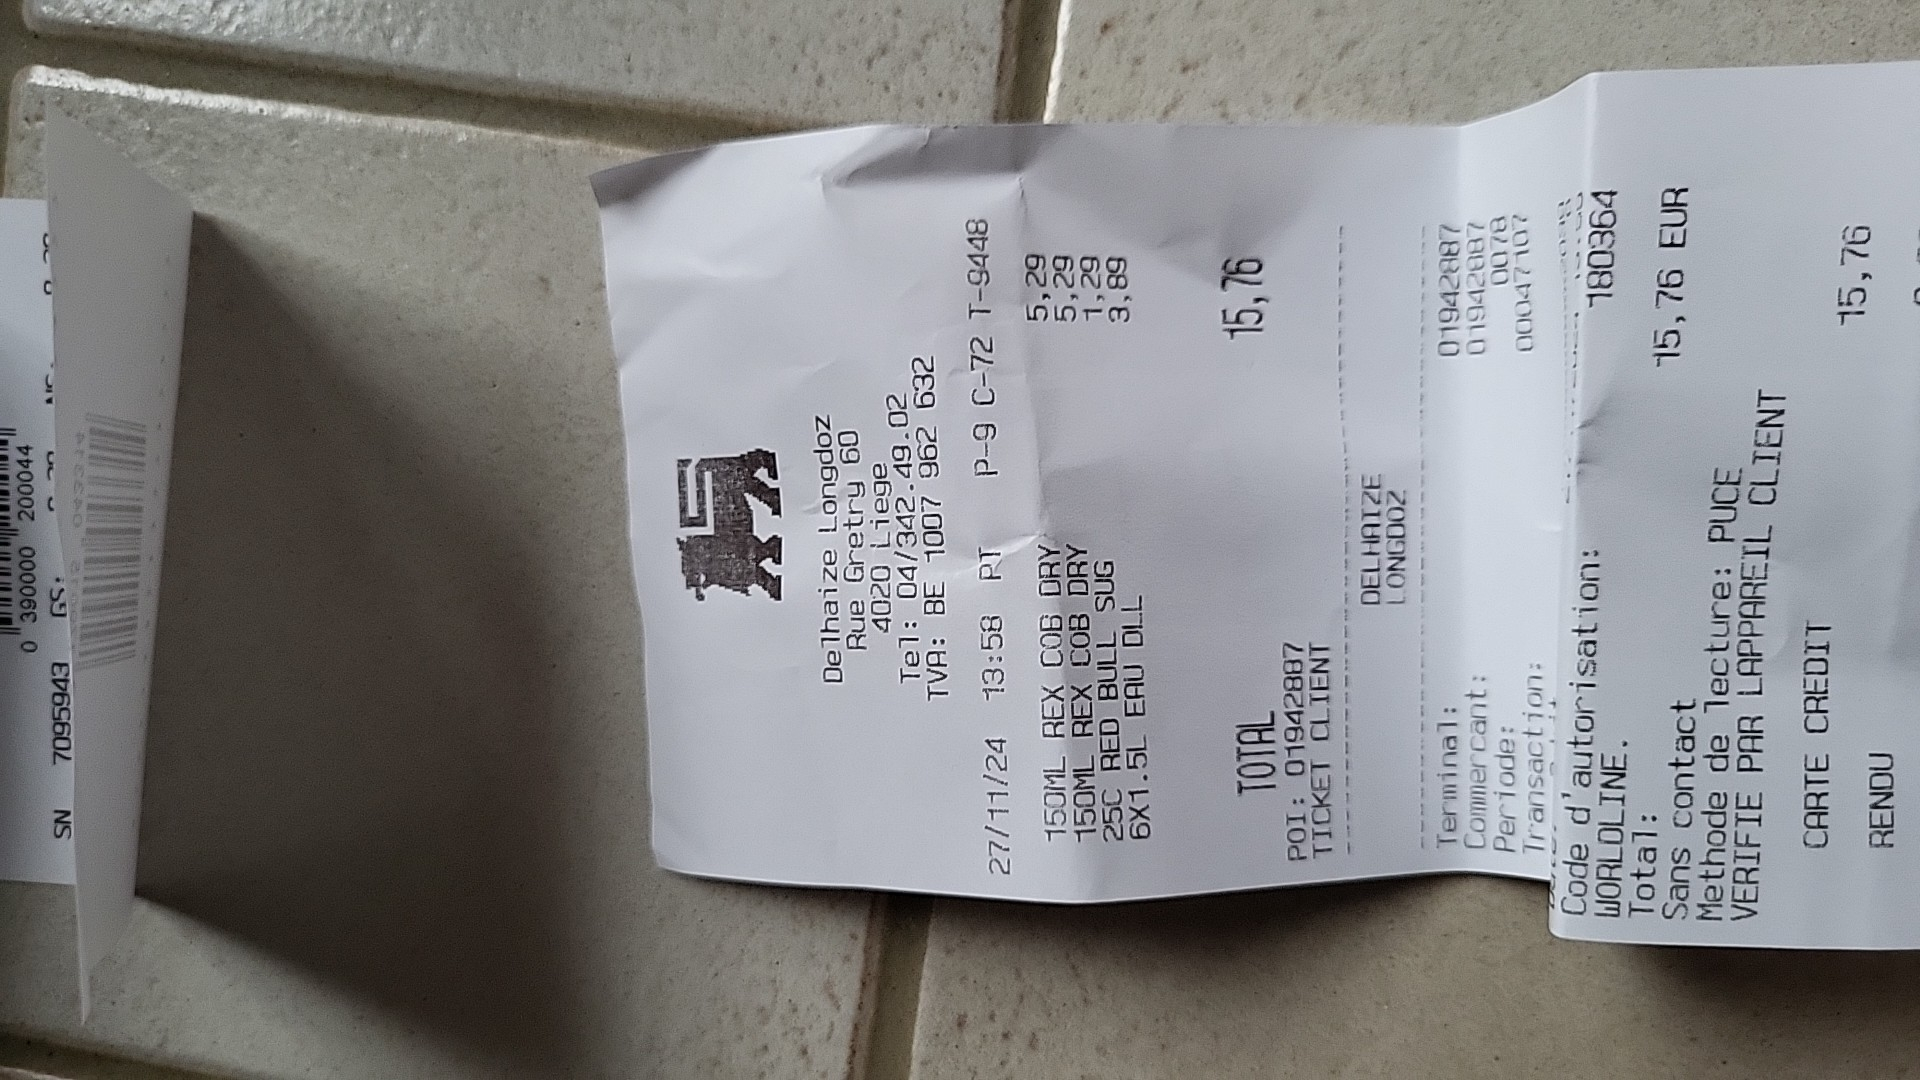 0 390000 200044
SN 7095943 GS:
Delhaize Longdoz
Rue Gretry 60
4020 Liege
Tel: 04/342.49.02
TVA: BE 1007 962 632
27/11/24 13:58 PT P-9 C-72 T-9448
150ML REX COB DRY 5,29
150ML REX COB DRY 5,29
25C RED BULL SUG 1,29
6X1.5L EAU DLL 3,89
TOTAL 15,76
POI: 01942887
TICKET CLIENT
DELHAIZE
LONGDOZ
Terminal: 01942887
Commercant: 01942887
Periode: 0078
Transaction: 00047107
Code d'autorisation: 180364
WORLDLINE.
Total: 15,76 EUR
Sans contact
Methode de lecture: PUCE
VERIFIE PAR LAPPAREIL CLIENT
CARTE CREDIT 15,76
RENDU